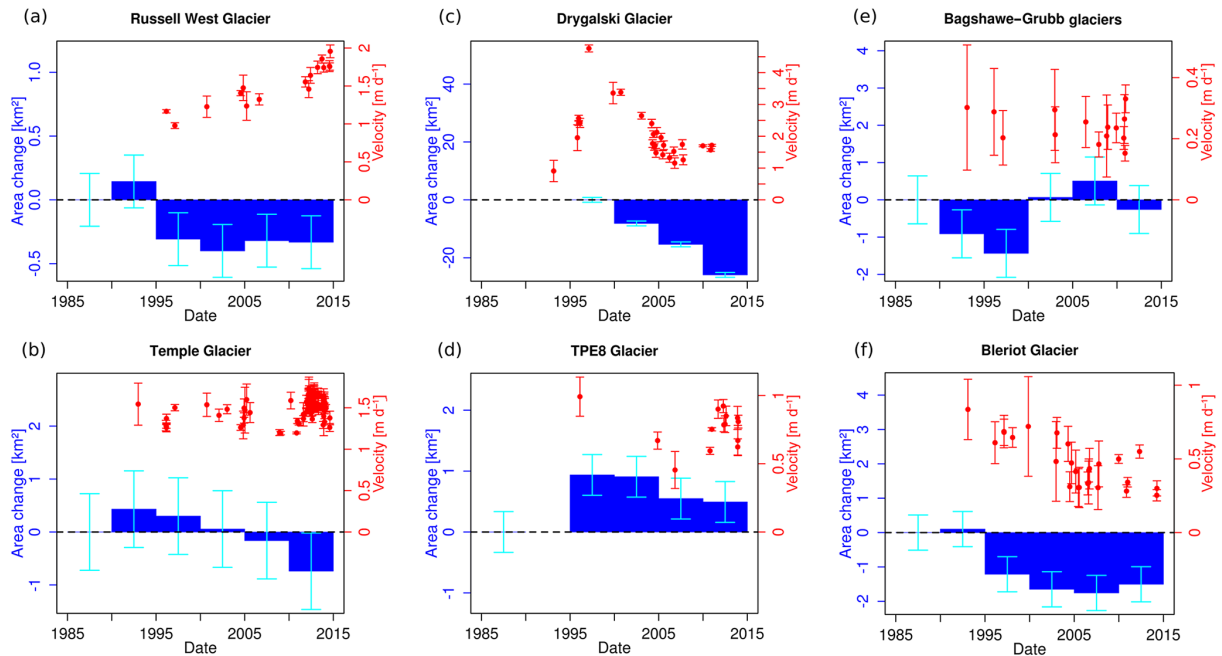 (a) Russell West Glacier
Area change [km²]
1.0
0.5
0.0
-0.5
Velocity [m d⁻¹]
2
1.5
1
0.5
0
1985 1995 2005 2015
Date
(c) Drygalski Glacier
Area change [km²]
40
20
0
-20
Velocity [m d⁻¹]
4
3
2
1
0
1985 1995 2005 2015
Date
(e) Bagshawe-Grubb glaciers
Area change [km²]
4
3
2
1
0
-1
-2
Velocity [m d⁻¹]
0.4
0.2
0
1985 1995 2005 2015
Date
(b) Temple Glacier
Area change [km²]
2
1
0
-1
Velocity [m d⁻¹]
1.5
1
0.5
0
1985 1995 2005 2015
Date
(d) TPE8 Glacier
Area change [km²]
2
1
0
-1
Velocity [m d⁻¹]
1
0.5
0
1985 1995 2005 2015
Date
(f) Bleriot Glacier
Area change [km²]
4
3
2
1
0
-1
-2
Velocity [m d⁻¹]
1
0.5
0
1985 1995 2005 2015
Date